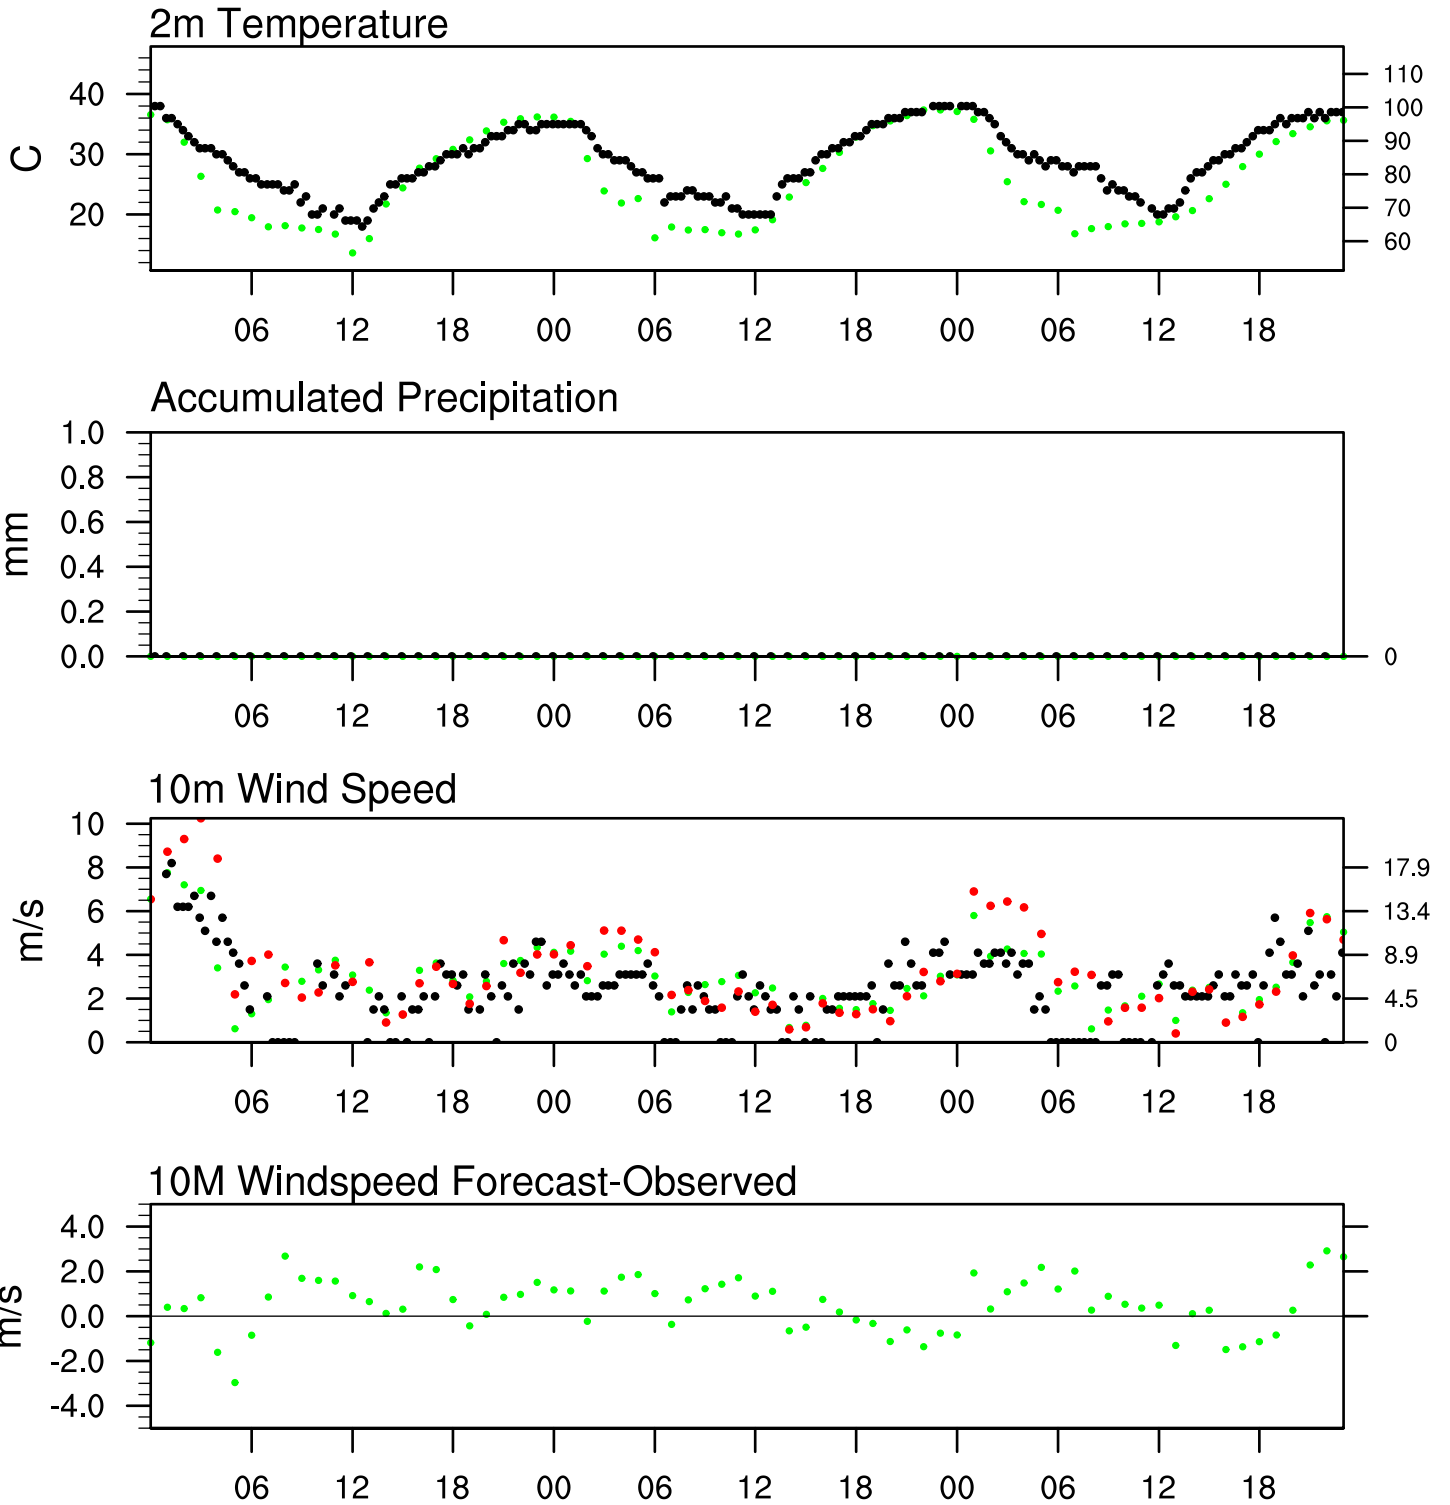 2m Temperature
110
40
100
90
C
30
80
70
20
60
06 12 18 00 06 12 18 00 06 12 18
Accumulated Precipitation
1.0
0.8
0.6
mm
0.4
0.2
0.0
0
06 12 18 00 06 12 18 00 06 12 18
10m Wind Speed
10
8
17.9
6
13.4
m/s
4
8.9
2
4.5
0
0
06 12 18 00 06 12 18 00 06 12 18
10M Windspeed Forecast-Observed
4.0
2.0
0.0
m/s
-2.0
-4.0
06 12 18 00 06 12 18 00 06 12 18